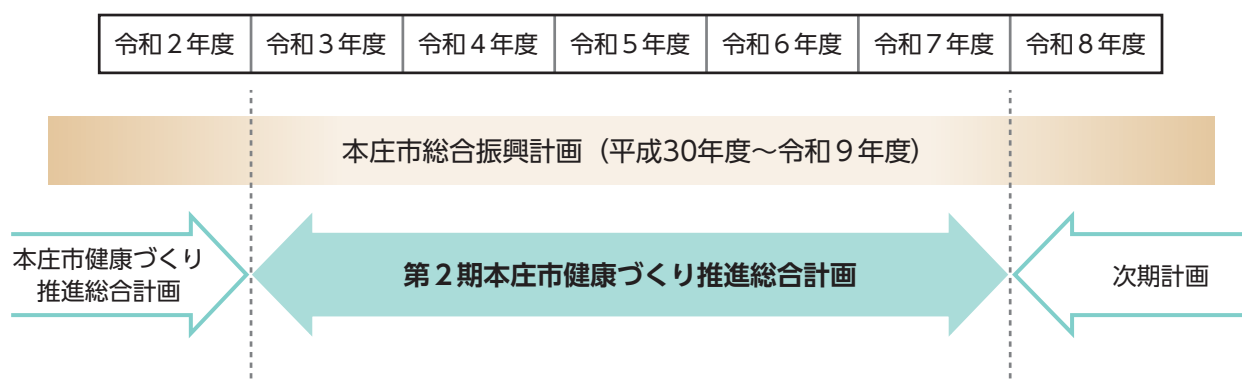 令和２年度 令和３年度 令和４年度 令和５年度 令和６年度 令和７年度 令和８年度
本庄市総合振興計画（平成30年度～令和９年度）
本庄市健康づくり
推進総合計画
第２期本庄市健康づくり推進総合計画
次期計画